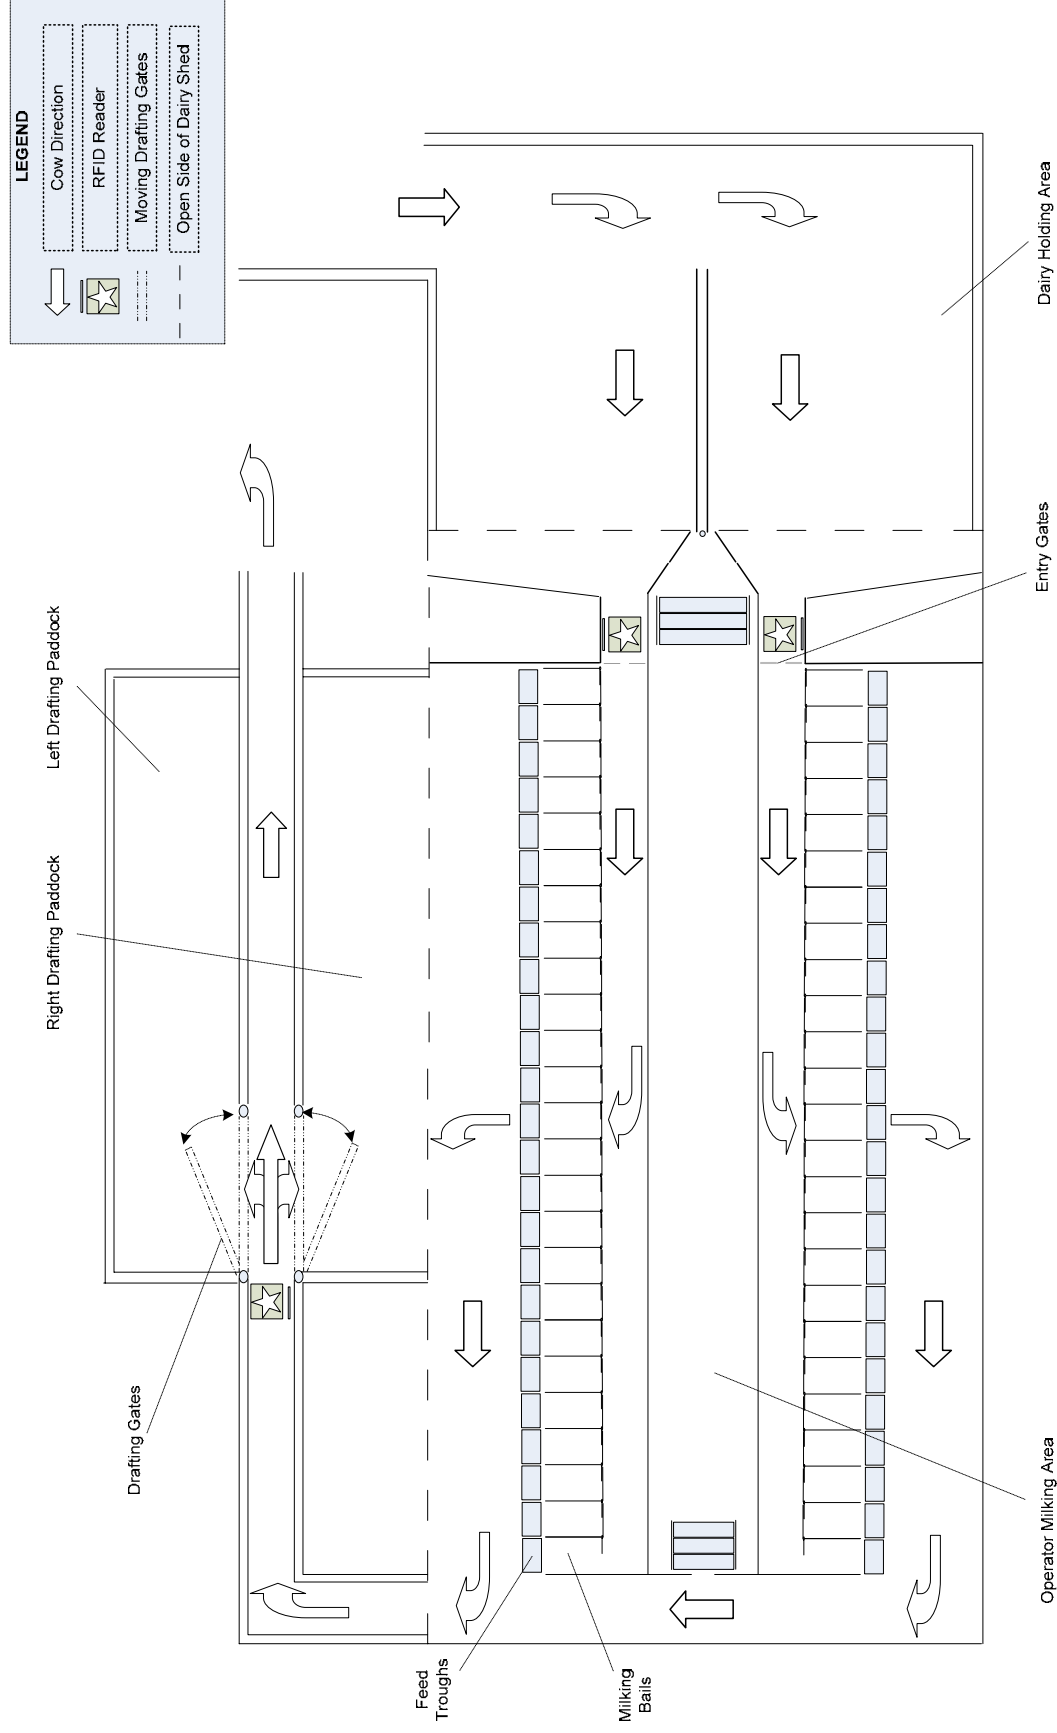 LEGEND
Cow Direction
RFID Reader
Moving Drafting Gates
Open Side of Dairy Shed
Left Drafting Paddock
Right Drafting Paddock
Drafting Gates
Feed
Troughs
Milking
Bails
Dairy Holding Area
Entry Gates
Operator Milking Area